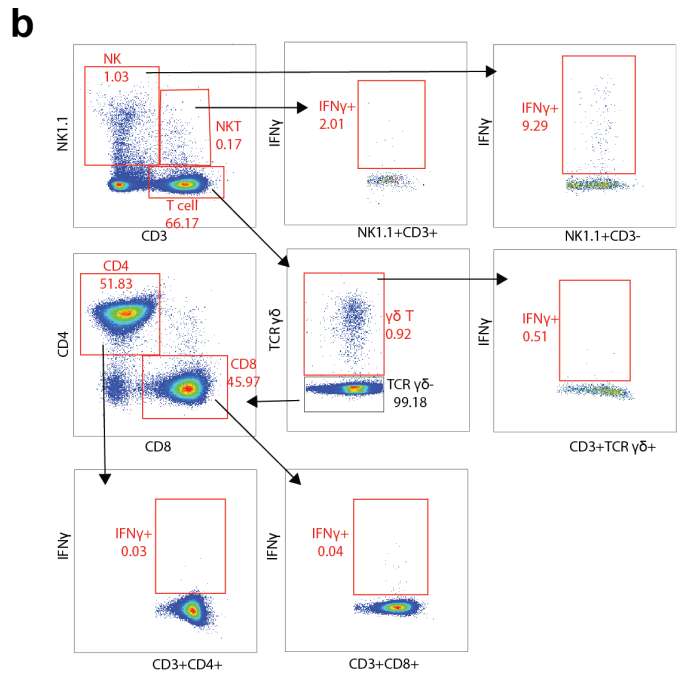 b
NK
1.03
NK1.1
NKT
0.17
T cell
66.17
CD3
IFNγ
IFNγ+
2.01
NK1.1+CD3+
IFNγ
IFNγ+
9.29
NK1.1+CD3-
CD4
51.83
CD4
CD8
45.97
CD8
TCR γδ
γδ T
0.92
TCR γδ-
99.18
IFNγ
IFNγ+
0.51
CD3+TCR γδ+
IFNγ
IFNγ+
0.03
CD3+CD4+
IFNγ
IFNγ+
0.04
CD3+CD8+